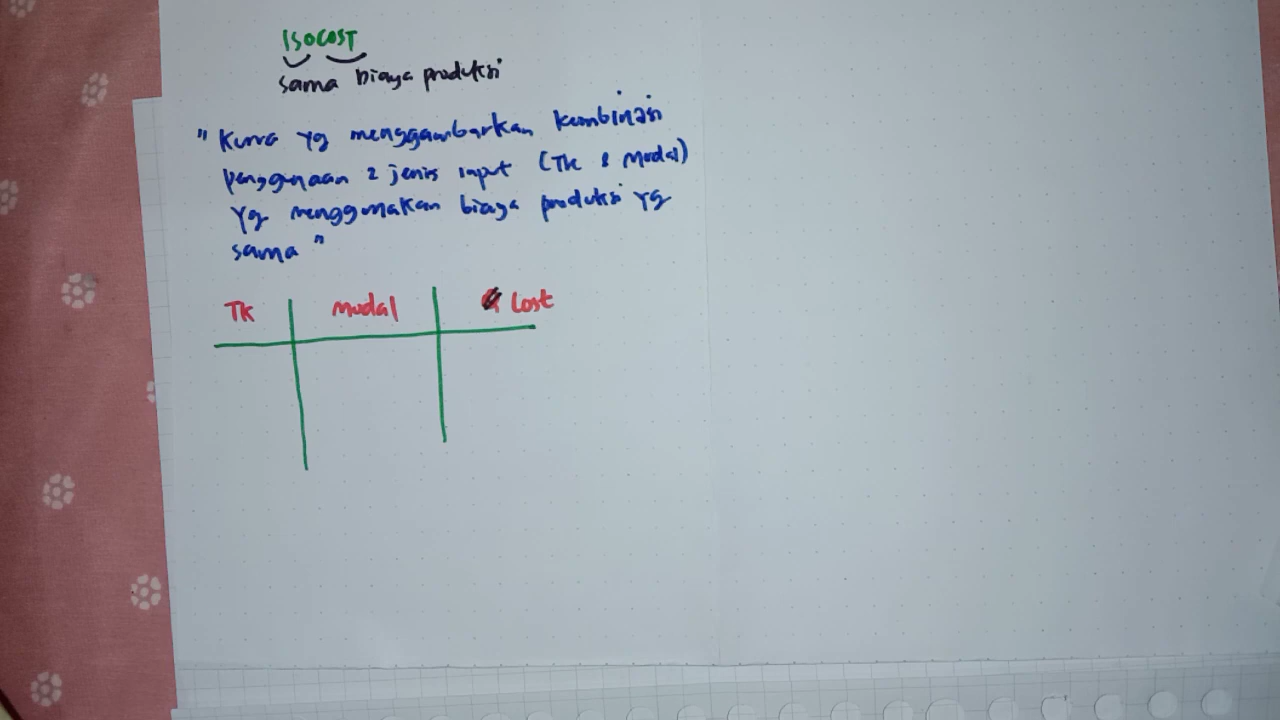 ISOCOST
sama biaya produksi
" Kurva yg menggambarkan kombinasi
penggunaan 2 jenis input (Tk & Modal)
yg menggunakan biaya produksi yg
sama "
Tk Modal Cost